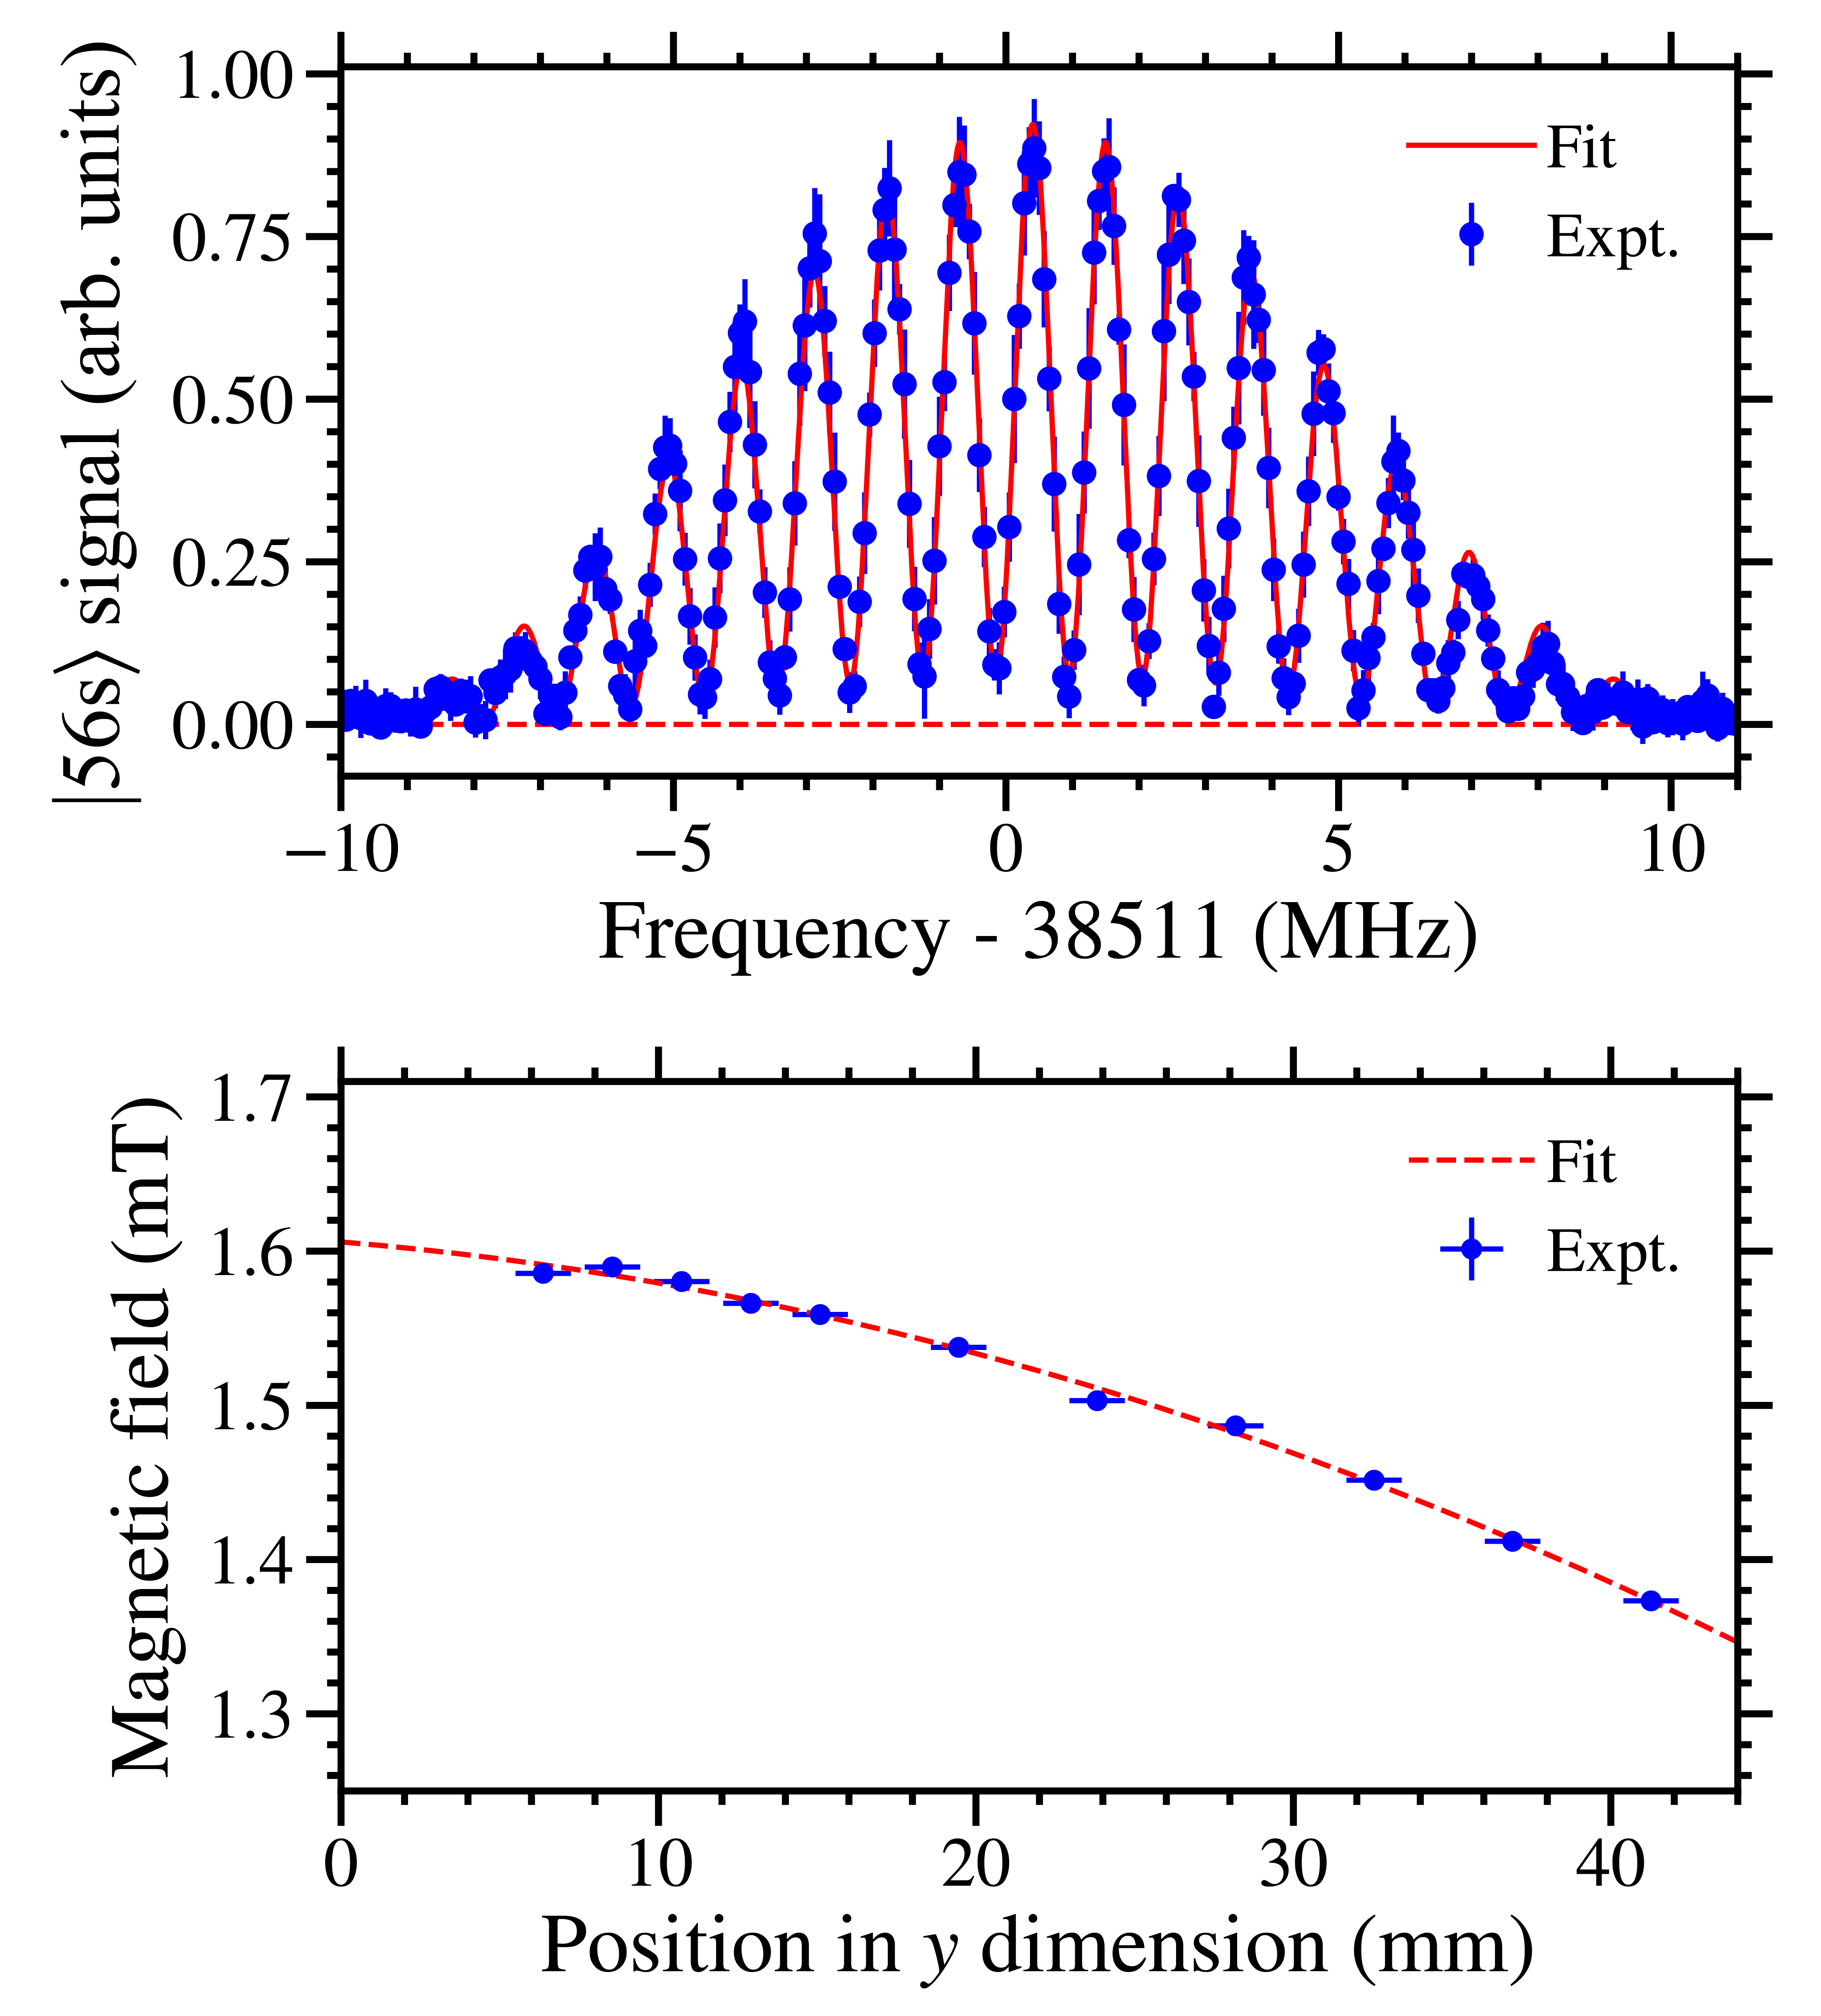 |56s⟩ signal (arb. units)
1.00
0.75
0.50
0.25
0.00
Fit
Expt.
−10
−5
0
5
10
Frequency - 38511 (MHz)
Magnetic field (mT)
1.7
1.6
1.5
1.4
1.3
Fit
Expt.
0
10
20
30
40
Position in y dimension (mm)